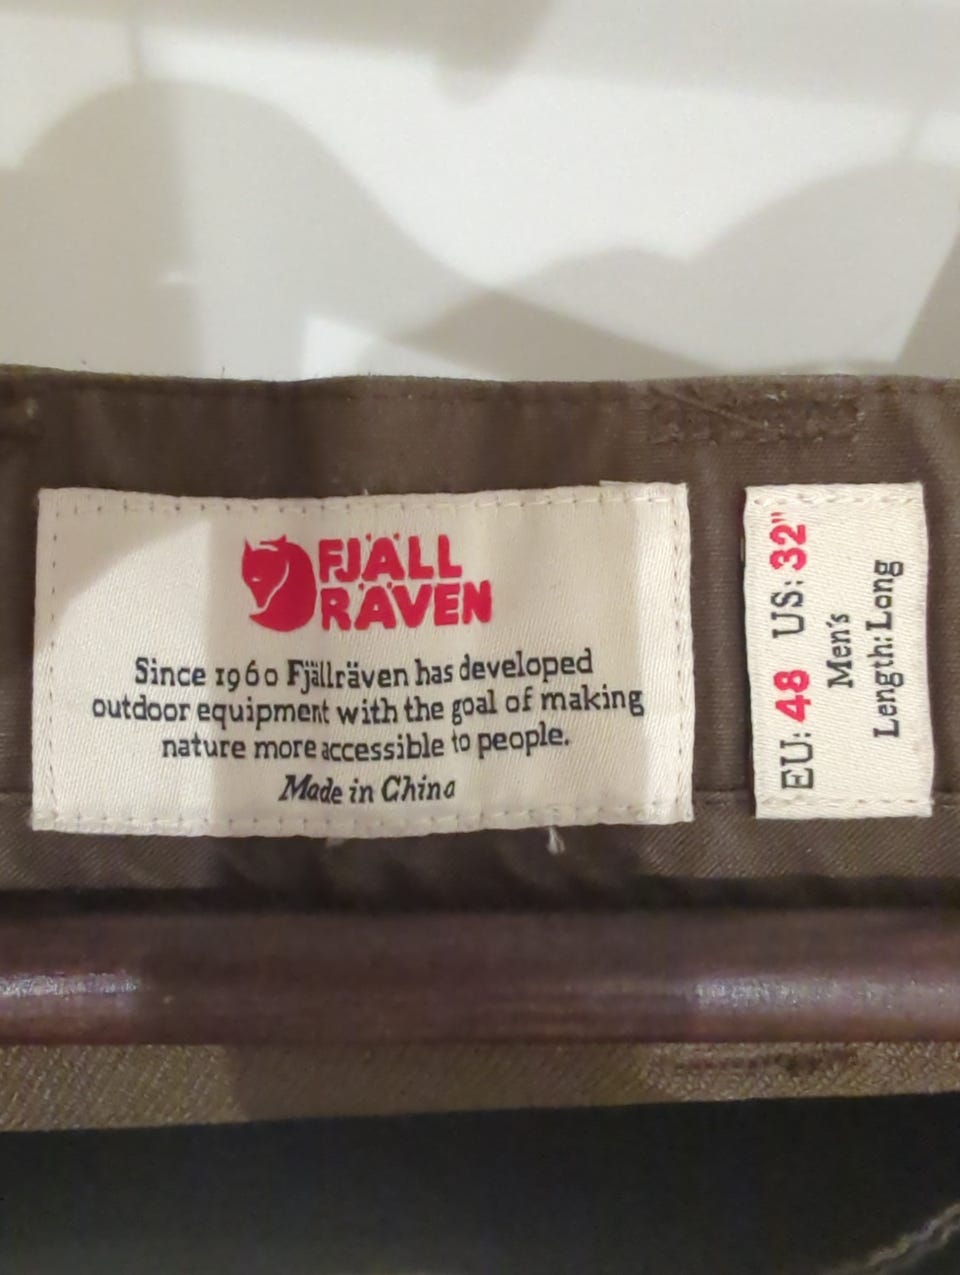 FJÄLL
RÄVEN
Since 1960 Fjällräven has developed
outdoor equipment with the goal of making
nature more accessible to people.
Made in China
EU: 48 US: 32"
Men's
Length: Long